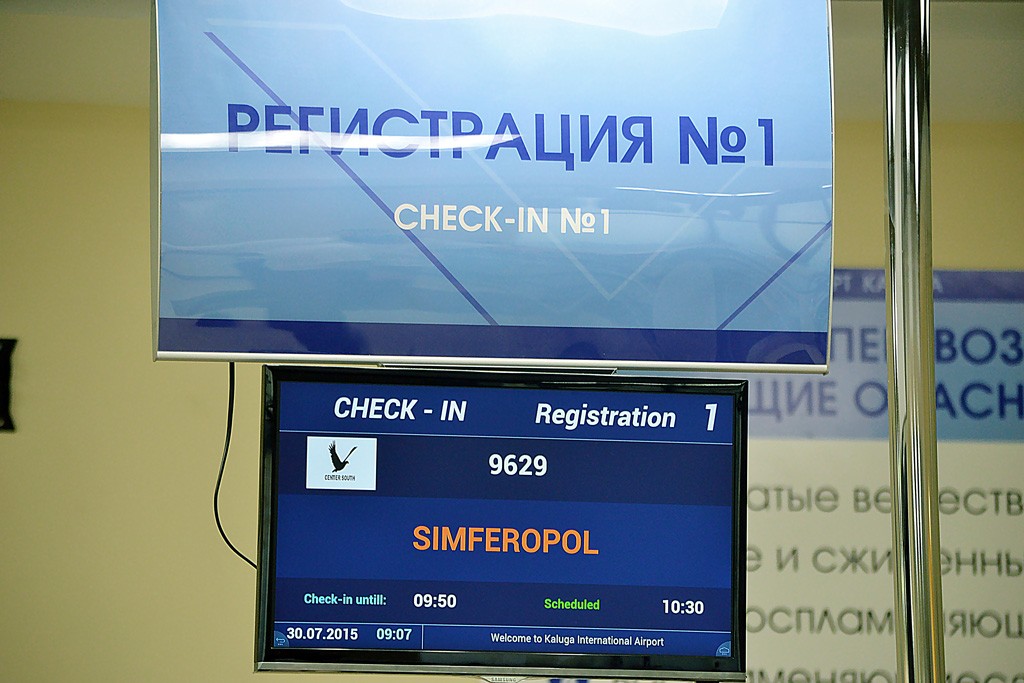 РЕГИСТРАЦИЯ №1
CHECK-IN №1
CHECK - IN Registration 1
CENTER SOUTH
9629
SIMFEROPOL
Check-in untill: 09:50 Scheduled 10:30
30.07.2015 09:07 Welcome to Kaluga International Airport
SAMSUNG
И